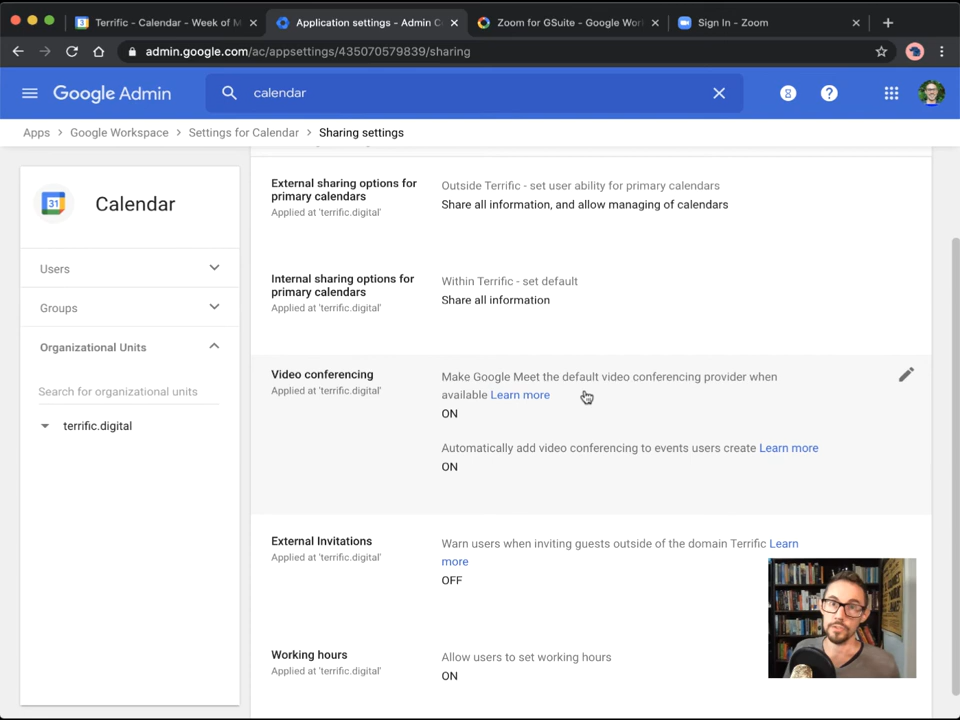 Terrific - Calendar - Week of M
Application settings - Admin C
Zoom for GSuite - Google Wor
Sign In - Zoom
admin.google.com/ac/appsettings/435070579839/sharing
Google Admin
calendar
Apps > Google Workspace > Settings for Calendar > Sharing settings
31
Calendar
Users
Groups
Organizational Units
Search for organizational units
terrific.digital
External sharing options for
primary calendars
Applied at 'terrific.digital'
Outside Terrific - set user ability for primary calendars
Share all information, and allow managing of calendars
Internal sharing options for
primary calendars
Applied at 'terrific.digital'
Within Terrific - set default
Share all information
Video conferencing
Applied at 'terrific.digital'
Make Google Meet the default video conferencing provider when
available Learn more
ON
Automatically add video conferencing to events users create Learn more
ON
External Invitations
Applied at 'terrific.digital'
Warn users when inviting guests outside of the domain Terrific Learn
more
OFF
Working hours
Applied at 'terrific.digital'
Allow users to set working hours
ON